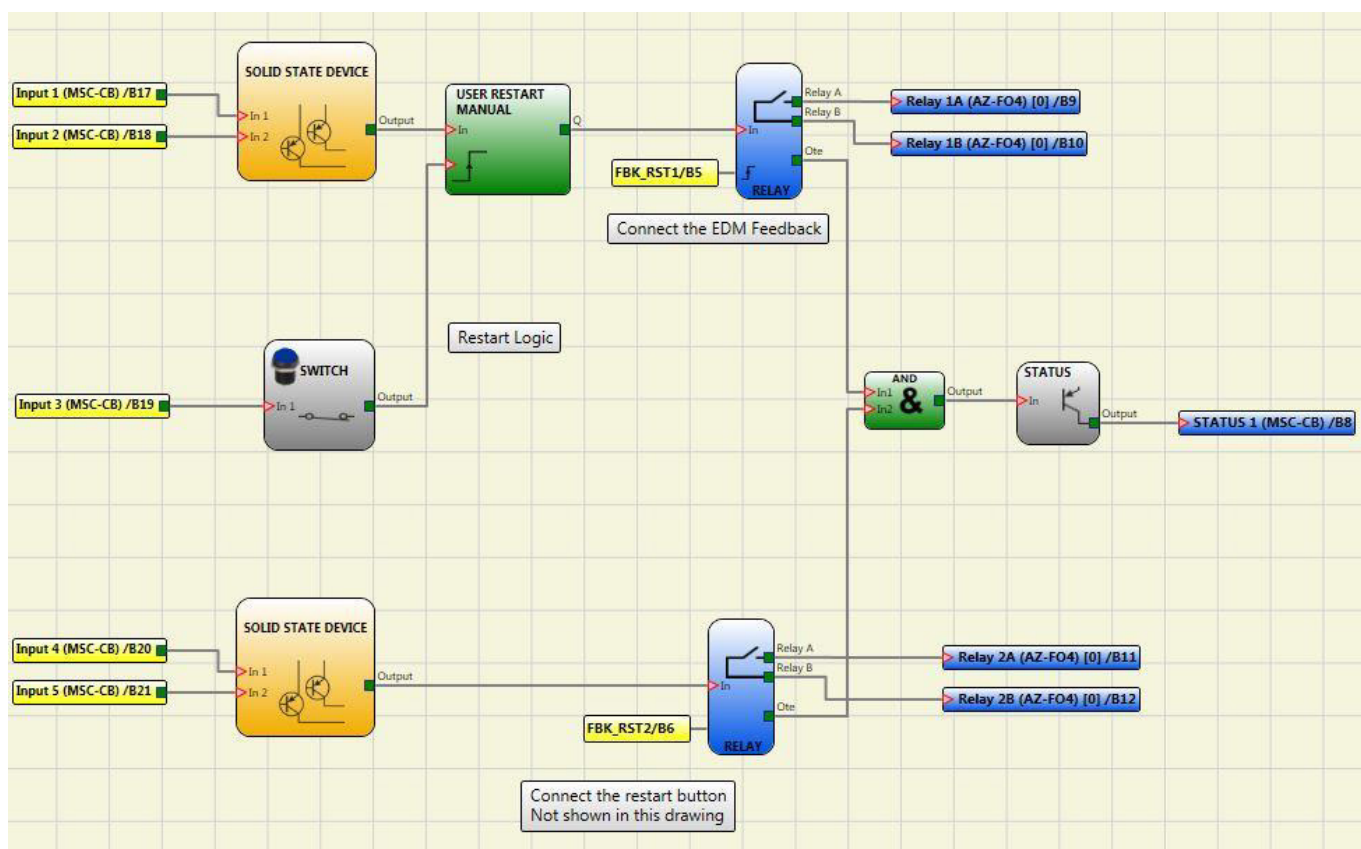 SOLID STATE DEVICE
Input 1 (MSC-CB) /B17
Input 2 (MSC-CB) /B18
In 1
In 2
Output
USER RESTART
MANUAL
In
Q
In
Relay A
Relay B
Ote
RELAY
Relay 1A (AZ-FO4) [0] /B9
Relay 1B (AZ-FO4) [0] /B10
FBK_RST1/B5
Connect the EDM Feedback
Restart Logic
SWITCH
Input 3 (MSC-CB) /B19
In 1
Output
AND
In1
In2
&
Output
STATUS
In
Output
STATUS 1 (MSC-CB) /B8
SOLID STATE DEVICE
Input 4 (MSC-CB) /B20
Input 5 (MSC-CB) /B21
In 1
In 2
Output
In
Relay A
Relay B
Ote
RELAY
Relay 2A (AZ-FO4) [0] /B11
Relay 2B (AZ-FO4) [0] /B12
FBK_RST2/B6
Connect the restart button
Not shown in this drawing